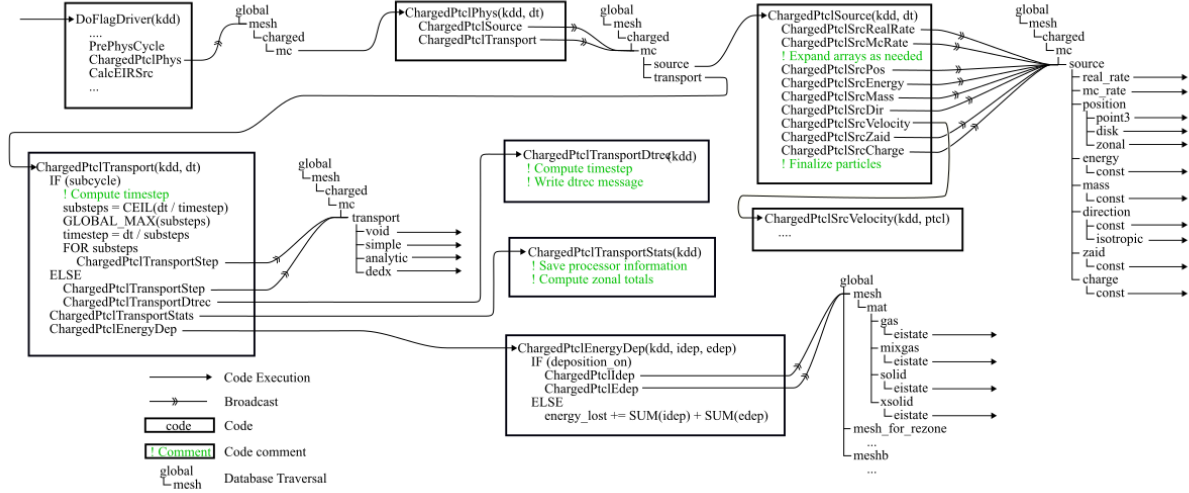 DoFlagDriver(kdd)
....
PrePhysCycle
ChargedPtclPhys
CalcEIRSrc
...
global
mesh
charged
mc
ChargedPtclPhys(kdd, dt)
ChargedPtclSource
ChargedPtclTransport
global
mesh
charged
mc
source
transport
ChargedPtclSource(kdd, dt)
ChargedPtclSrcRealRate
ChargedPtclSrcMcRate
! Expand arrays as needed
ChargedPtclSrcPos
ChargedPtclSrcEnergy
ChargedPtclSrcMass
ChargedPtclSrcDir
ChargedPtclSrcVelocity
ChargedPtclSrcZaid
ChargedPtclSrcCharge
! Finalize particles
global
mesh
charged
mc
source
real_rate
mc_rate
position
point3
disk
zonal
energy
const
mass
const
direction
const
isotropic
zaid
const
charge
const
ChargedPtclTransport(kdd, dt)
IF (subcycle)
! Compute timestep
substeps = CEIL(dt / timestep)
GLOBAL_MAX(substeps)
timestep = dt / substeps
FOR substeps
ChargedPtclTransportStep
ELSE
ChargedPtclTransportStep
ChargedPtclTransportDtrec
ChargedPtclTransportStats
ChargedPtclEnergyDep
global
mesh
charged
mc
transport
void
simple
analytic
dedx
ChargedPtclTransportDtrec(kdd)
! Compute timestep
! Write dtrec message
ChargedPtclSrcVelocity(kdd, ptcl)
....
ChargedPtclTransportStats(kdd)
! Save processor information
! Compute zonal totals
ChargedPtclEnergyDep(kdd, idep, edep)
IF (deposition_on)
ChargedPtclIdep
ChargedPtclEdep
ELSE
energy_lost += SUM(idep) + SUM(edep)
global
mesh
mat
gas
eistate
mixgas
eistate
solid
eistate
xsolid
eistate
mesh_for_rezone
...
meshb
...
Code Execution
Broadcast
code
Code
! Comment
Code comment
global
mesh
Database Traversal